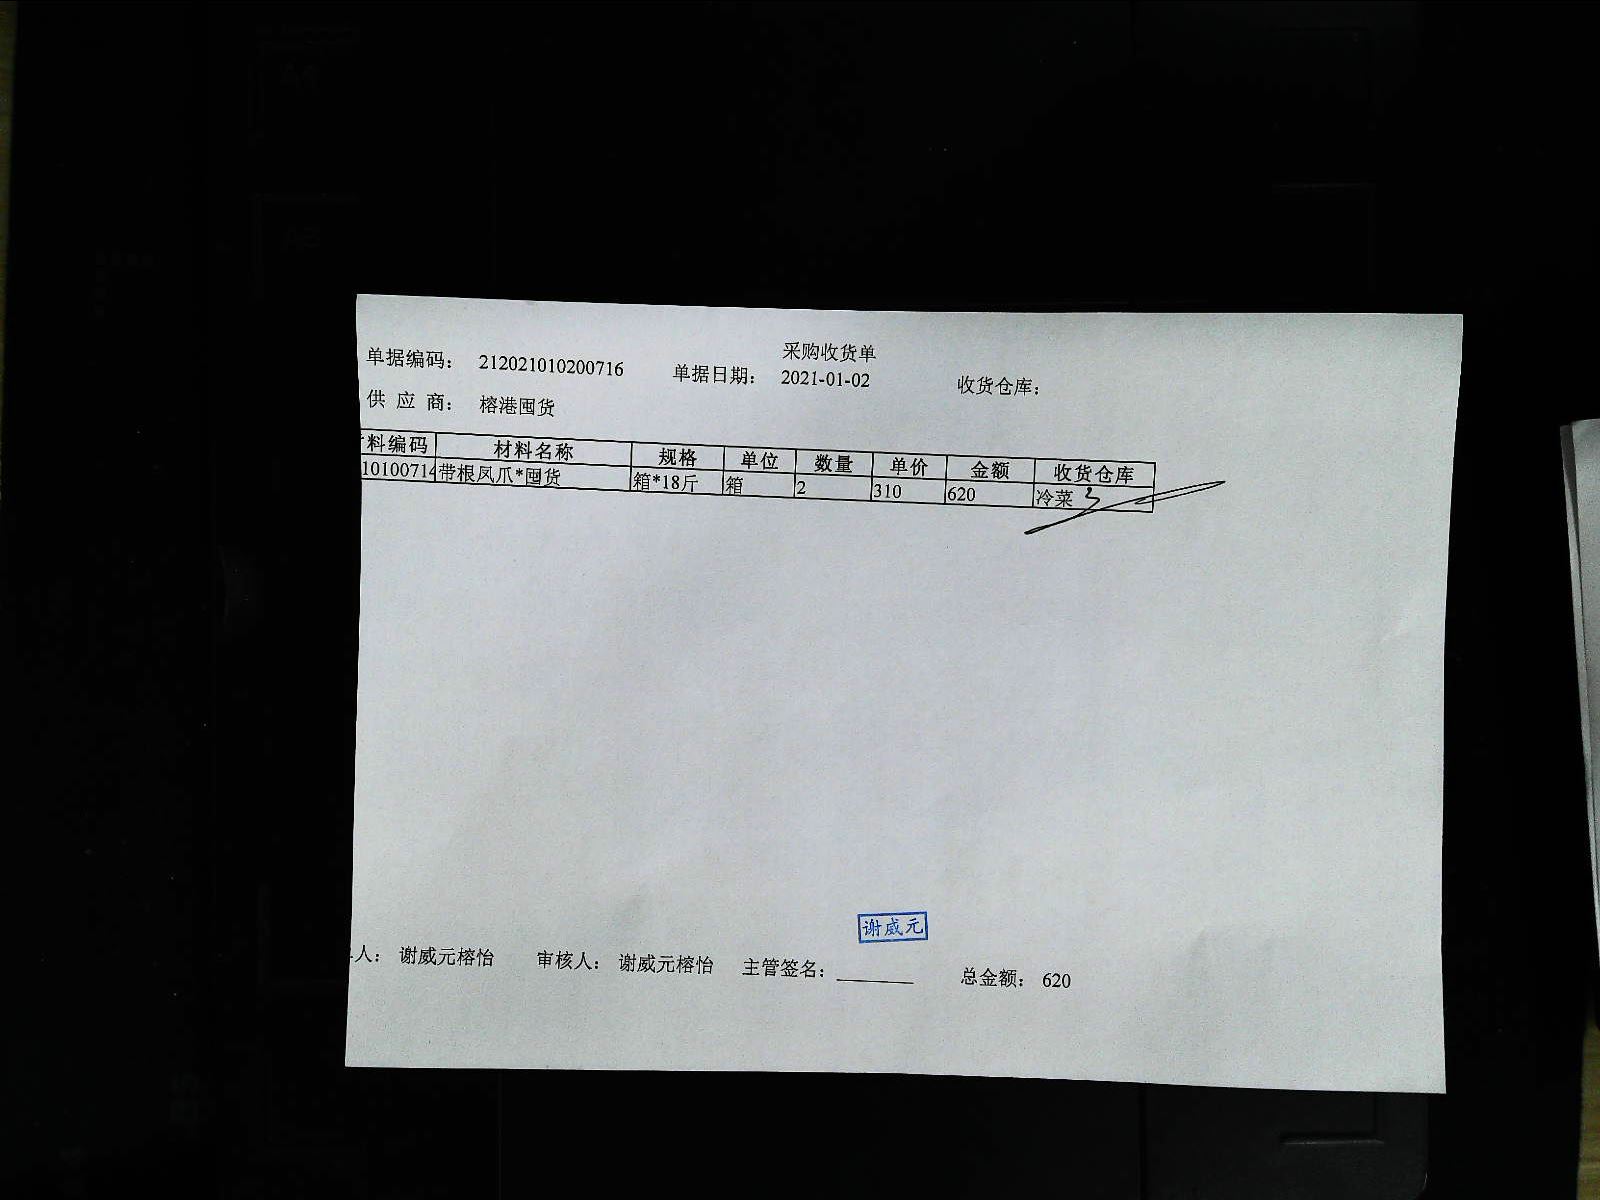 采购收货单
单据编码： 212021010200716 单据日期： 2021-01-02 收货仓库：
供 应 商： 榕港囤货
料编码 材料名称 规格 单位 数量 单价 金额 收货仓库
10100714 带根凤爪*囤货 箱*18斤 箱 2 310 620 冷菜
谢威元
人： 谢威元榕怡 审核人： 谢威元榕怡 主管签名： 总金额： 620